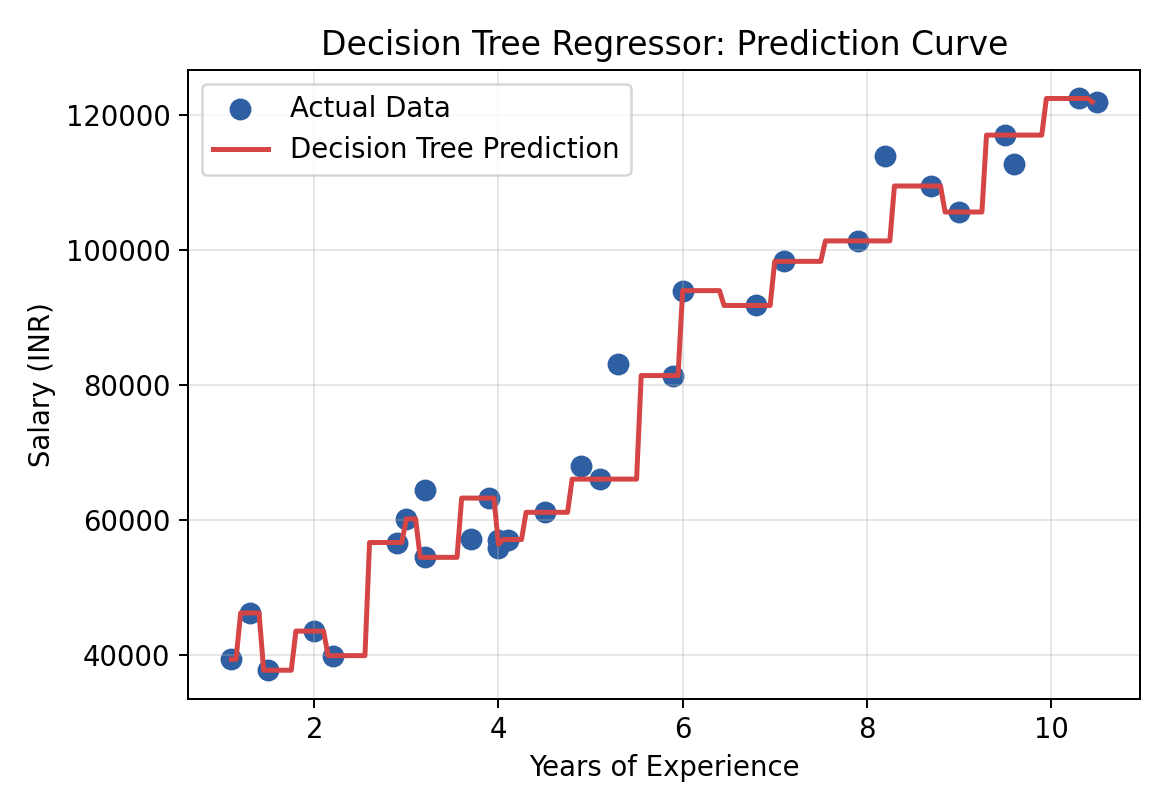 Decision Tree Regressor: Prediction Curve
Actual Data
Decision Tree Prediction
120000
100000
80000
60000
40000
Salary (INR)
2 4 6 8 10
Years of Experience